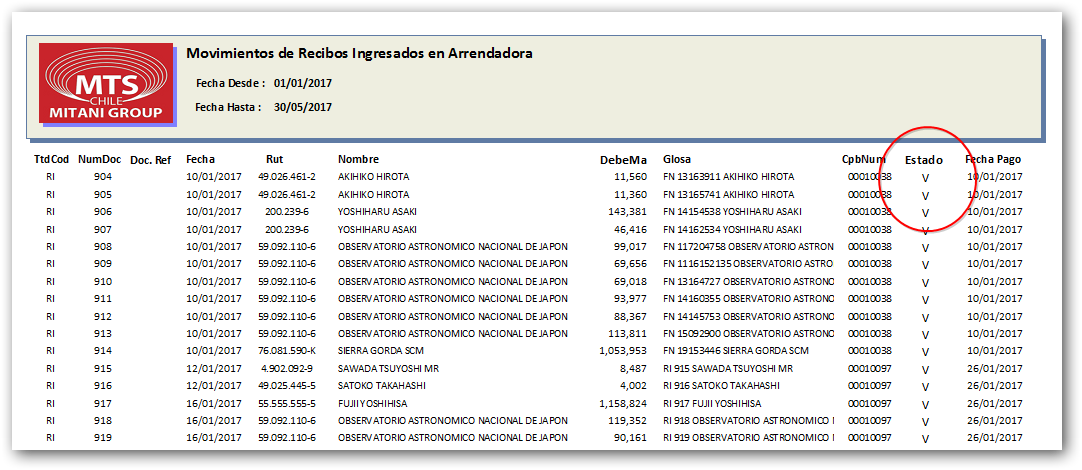 MTS
CHILE
MITANI GROUP
Movimientos de Recibos Ingresados en Arrendadora
Fecha Desde : 01/01/2017
Fecha Hasta : 30/05/2017
TtdCod NumDoc Doc. Ref Fecha Rut Nombre DebeMa Glosa CpbNum Estado Fecha Pago
RI 904 10/01/2017 49.026.461-2 AKIHIKO HIROTA 11,560 FN 13163911 AKIHIKO HIROTA 00010038 V 10/01/2017
RI 905 10/01/2017 49.026.461-2 AKIHIKO HIROTA 11,360 FN 13165741 AKIHIKO HIROTA 00010038 V 10/01/2017
RI 906 10/01/2017 200.239-6 YOSHIHARU ASAKI 143,381 FN 14154538 YOSHIHARU ASAKI 00010038 V 10/01/2017
RI 907 10/01/2017 200.239-6 YOSHIHARU ASAKI 46,416 FN 14162534 YOSHIHARU ASAKI 00010038 V 10/01/2017
RI 908 10/01/2017 59.092.110-6 OBSERVATORIO ASTRONOMICO NACIONAL DE JAPON 99,017 FN 117204758 OBSERVATORIO ASTRON 00010038 V 10/01/2017
RI 909 10/01/2017 59.092.110-6 OBSERVATORIO ASTRONOMICO NACIONAL DE JAPON 69,656 FN 1116152135 OBSERVATORIO ASTRO 00010038 V 10/01/2017
RI 910 10/01/2017 59.092.110-6 OBSERVATORIO ASTRONOMICO NACIONAL DE JAPON 69,018 FN 13164727 OBSERVATORIO ASTRONO 00010038 V 10/01/2017
RI 911 10/01/2017 59.092.110-6 OBSERVATORIO ASTRONOMICO NACIONAL DE JAPON 93,977 FN 14160355 OBSERVATORIO ASTRONO 00010038 V 10/01/2017
RI 912 10/01/2017 59.092.110-6 OBSERVATORIO ASTRONOMICO NACIONAL DE JAPON 88,367 FN 14145753 OBSERVATORIO ASTRONO 00010038 V 10/01/2017
RI 913 10/01/2017 59.092.110-6 OBSERVATORIO ASTRONOMICO NACIONAL DE JAPON 113,811 FN 15092900 OBSERVATORIO ASTRONO 00010038 V 10/01/2017
RI 914 10/01/2017 76.081.590-K SIERRA GORDA SCM 1,053,953 FN 19153446 SIERRA GORDA SCM 00010038 V 10/01/2017
RI 915 12/01/2017 4.902.092-9 SAWADA TSUYOSHI MR 8,487 RI 915 SAWADA TSUYOSHI MR 00010097 V 26/01/2017
RI 916 12/01/2017 49.025.445-5 SATOKO TAKAHASHI 4,002 RI 916 SATOKO TAKAHASHI 00010097 V 26/01/2017
RI 917 16/01/2017 55.555.555-5 FUJII YOSHIHISA 1,158,824 RI 917 FUJII YOSHIHISA 00010097 V 26/01/2017
RI 918 16/01/2017 59.092.110-6 OBSERVATORIO ASTRONOMICO NACIONAL DE JAPON 119,352 RI 918 OBSERVATORIO ASTRONOMICO 00010097 V 26/01/2017
RI 919 16/01/2017 59.092.110-6 OBSERVATORIO ASTRONOMICO NACIONAL DE JAPON 90,161 RI 919 OBSERVATORIO ASTRONOMICO 00010097 V 26/01/2017